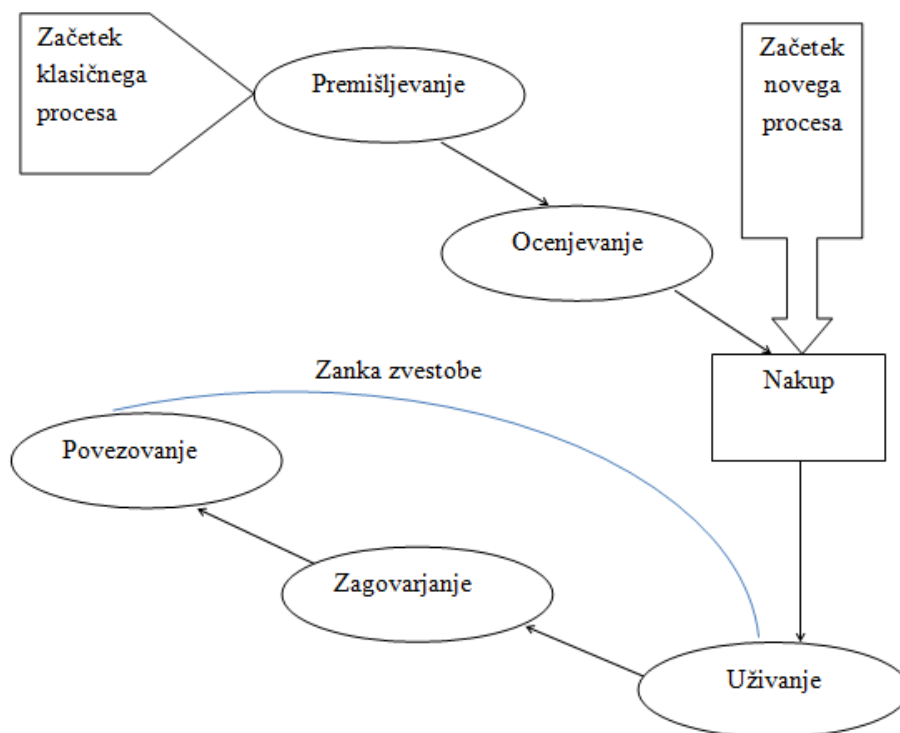 Začetek
klasičnega
procesa
Premišljevanje
Začetek
novega
procesa
Ocenjevanje
Nakup
Zanka zvestobe
Povezovanje
Zagovarjanje
Uživanje